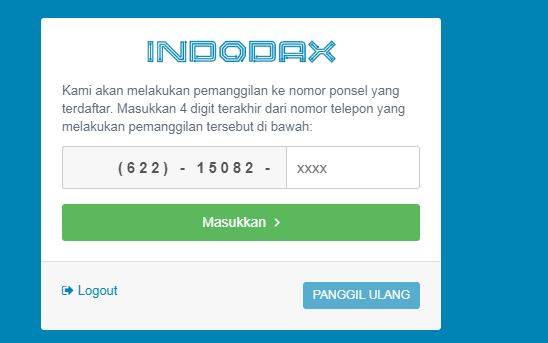 INDODAX
Kami akan melakukan pemanggilan ke nomor ponsel yang
terdaftar. Masukkan 4 digit terakhir dari nomor telepon yang
melakukan pemanggilan tersebut di bawah:
(622) - 15082 - xxxx
Masukkan >
Logout
PANGGIL ULANG